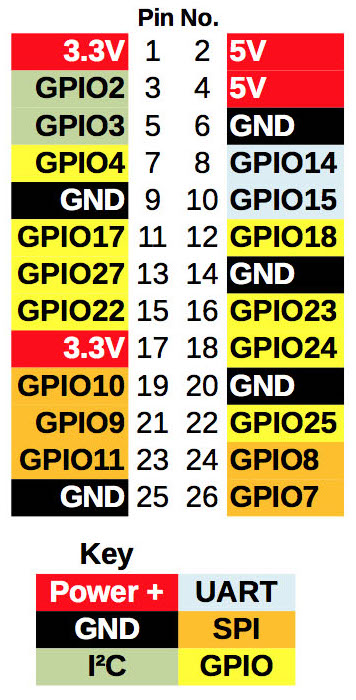 Pin No.
3.3V 1 2 5V
GPIO2 3 4 5V
GPIO3 5 6 GND
GPIO4 7 8 GPIO14
GND 9 10 GPIO15
GPIO17 11 12 GPIO18
GPIO27 13 14 GND
GPIO22 15 16 GPIO23
3.3V 17 18 GPIO24
GPIO10 19 20 GND
GPIO9 21 22 GPIO25
GPIO11 23 24 GPIO8
GND 25 26 GPIO7
Key
Power + UART
GND SPI
I²C GPIO